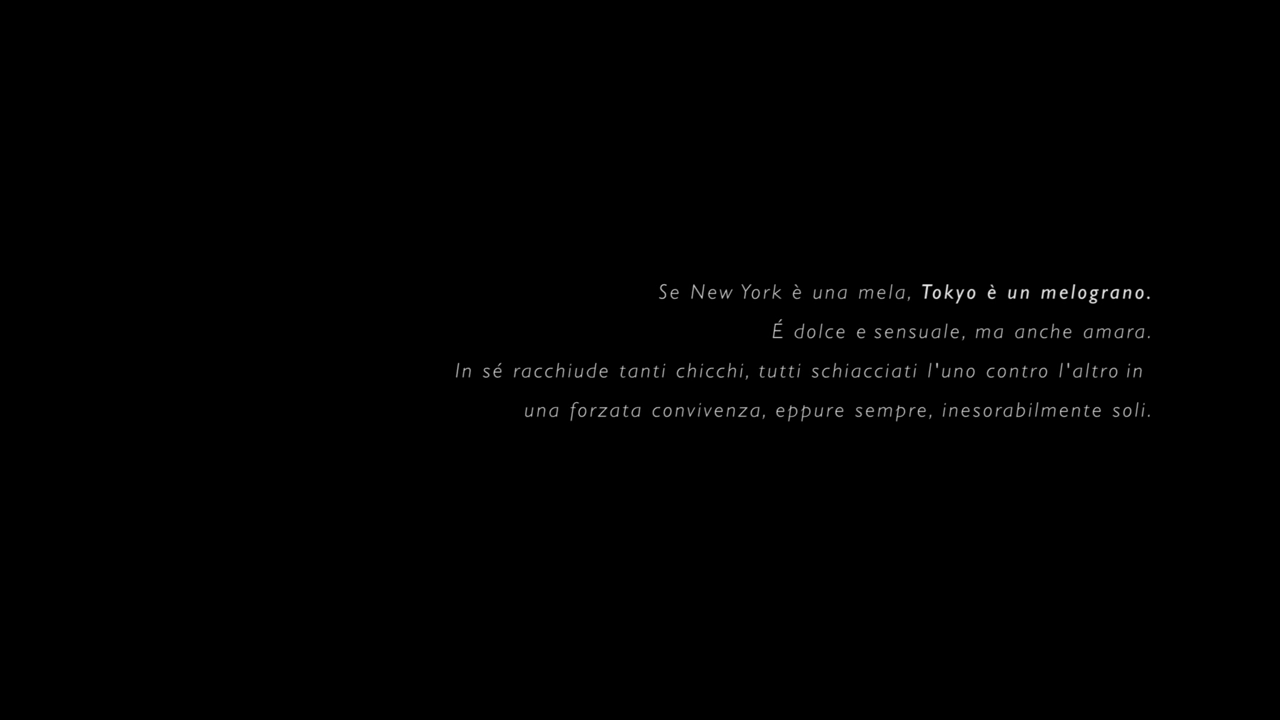 Se New York è una mela, Tokyo è un melograno.
É dolce e sensuale, ma anche amara.
In sé racchiude tanti chicchi, tutti schiacciati l'uno contro l'altro in
una forzata convivenza, eppure sempre, inesorabilmente soli.